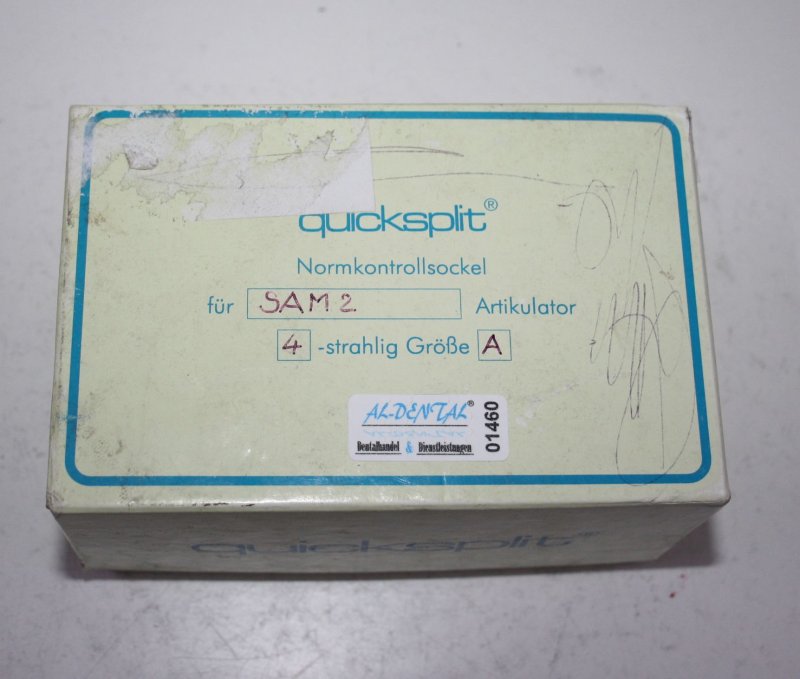 quicksplit®
Normkontrollsockel
für SAM 2 Artikulator
4 -strahlig Größe A
AL-DENTAL®
Dentalhandel & Dienstleistungen
01460
quicksplit®